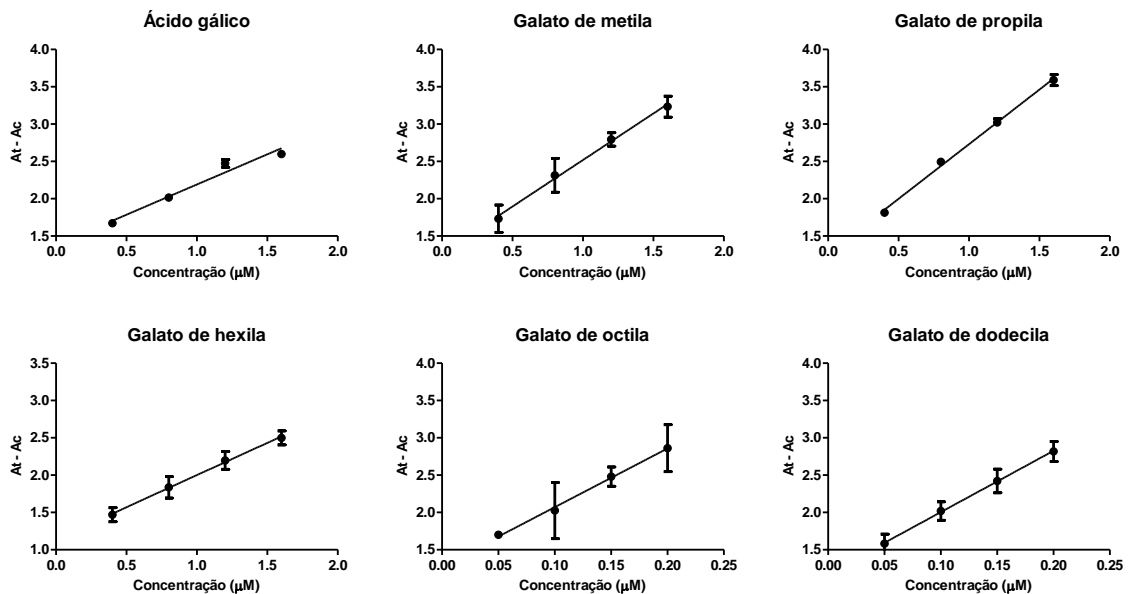 Ácido gálico
4.0
3.5
3.0
2.5
2.0
1.5
0.0 0.5 1.0 1.5 2.0
At - Ac
Concentração (µM)
Galato de metila
4.0
3.5
3.0
2.5
2.0
1.5
0.0 0.5 1.0 1.5 2.0
At - Ac
Concentração (µM)
Galato de propila
4.0
3.5
3.0
2.5
2.0
1.5
0.0 0.5 1.0 1.5 2.0
At - Ac
Concentração (µM)
Galato de hexila
3.5
3.0
2.5
2.0
1.5
1.0
0.0 0.5 1.0 1.5 2.0
At - Ac
Concentração (µM)
Galato de octila
4.0
3.5
3.0
2.5
2.0
1.5
0.00 0.05 0.10 0.15 0.20 0.25
At - Ac
Concentração (µM)
Galato de dodecila
4.0
3.5
3.0
2.5
2.0
1.5
0.00 0.05 0.10 0.15 0.20 0.25
At - Ac
Concentração (µM)